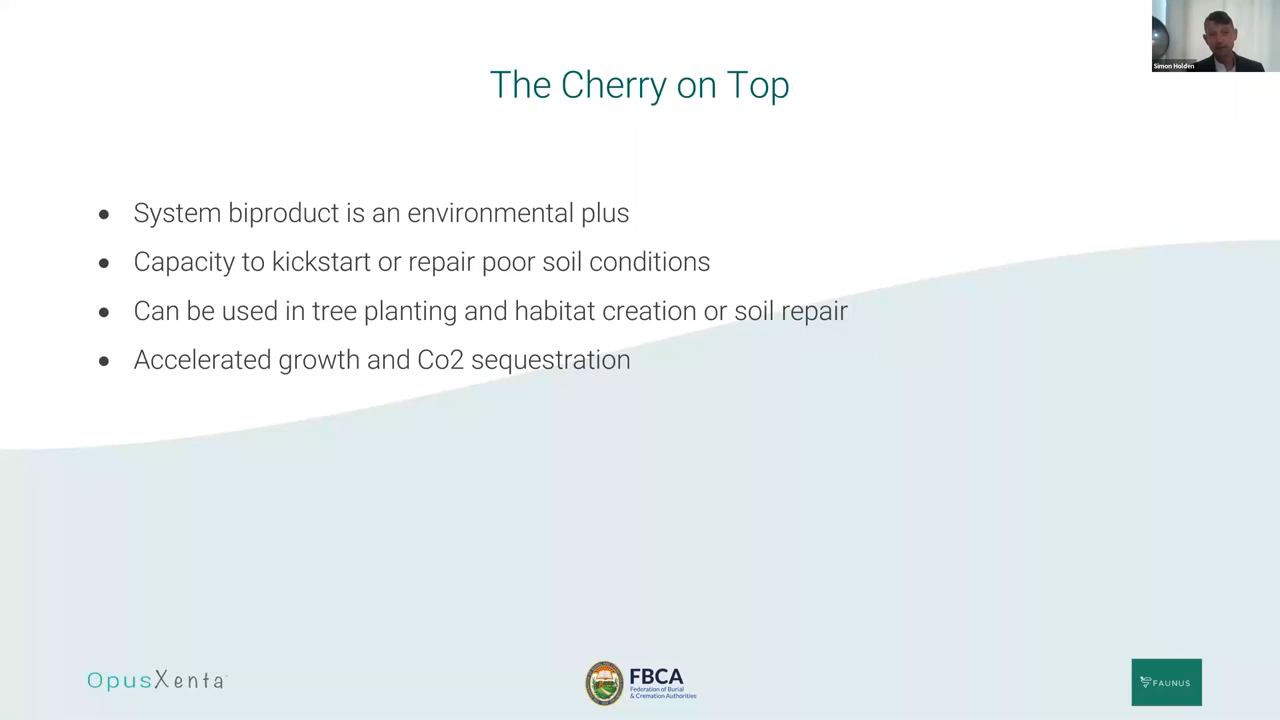 Simon Holden
The Cherry on Top
System biproduct is an environmental plus
Capacity to kickstart or repair poor soil conditions
Can be used in tree planting and habitat creation or soil repair
Accelerated growth and Co2 sequestration
OpusXenta
FBCA
Federation of Burial
& Cremation Authorities
FAUNUS